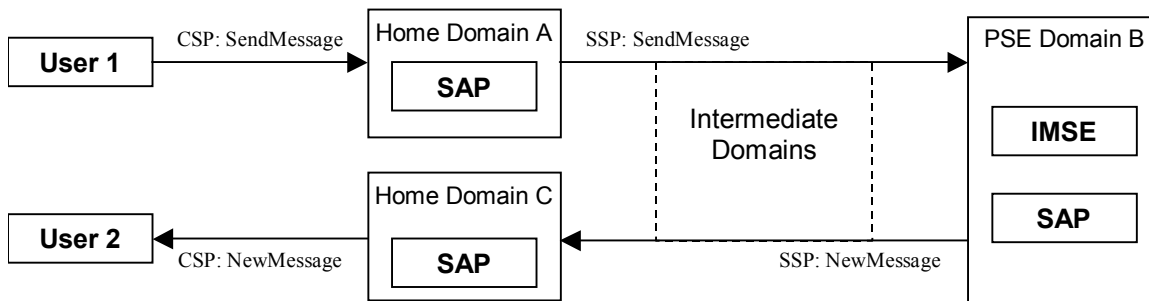 User 1
CSP: SendMessage
Home Domain A
SAP
SSP: SendMessage
Intermediate
Domains
PSE Domain B
IMSE
SAP
User 2
CSP: NewMessage
Home Domain C
SAP
SSP: NewMessage